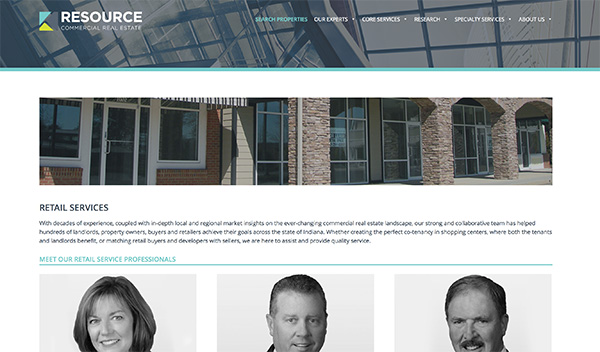 RESOURCE
COMMERCIAL REAL ESTATE
SEARCH PROPERTIES OUR EXPERTS CORE SERVICES RESEARCH SPECIALTY SERVICES ABOUT US
RETAIL SERVICES
With decades of experience, coupled with in-depth local and regional market insights on the ever-changing commercial real estate landscape, our strong and collaborative team has helped
hundreds of landlords, property owners, buyers and retailers achieve their goals across the state of Indiana. Whether creating the perfect co-tenancy in shopping centers, where both the tenants
and landlords benefit, or matching retail buyers and developers with sellers, we are here to assist and provide quality service.
MEET OUR RETAIL SERVICE PROFESSIONALS